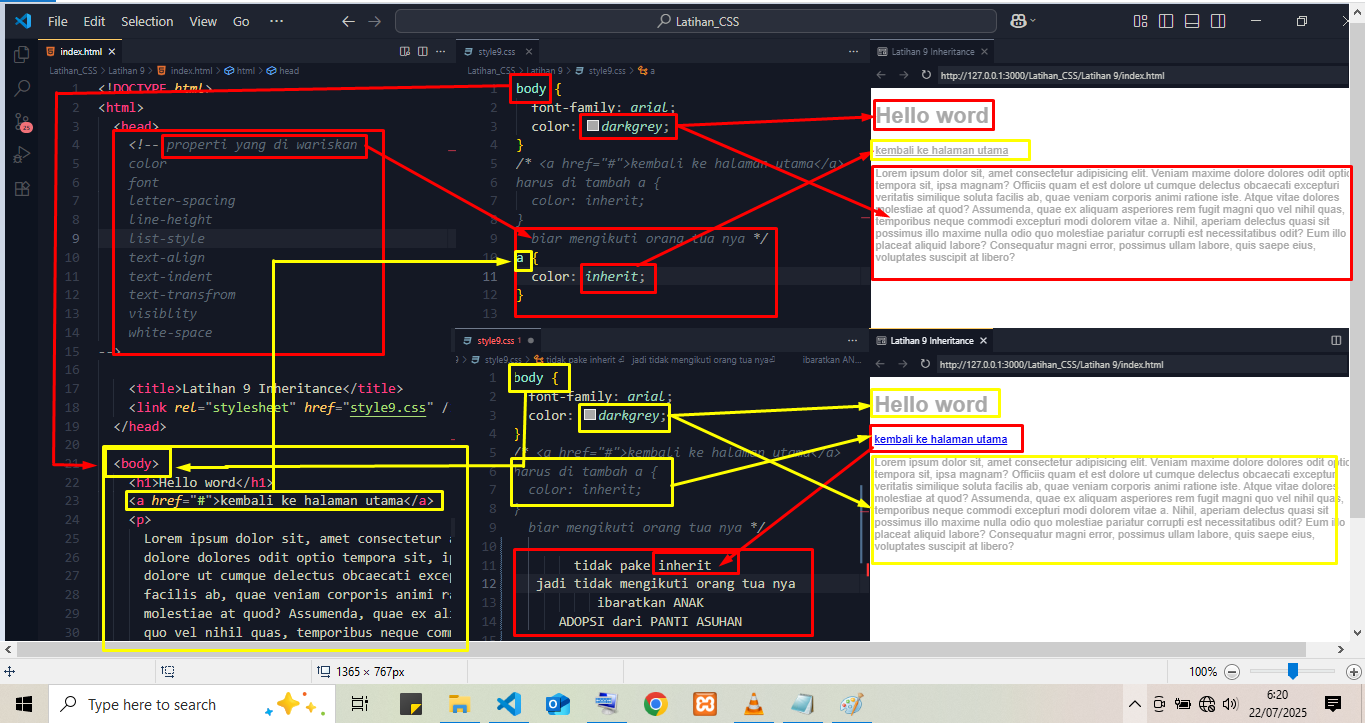 File Edit Selection View Go ··· Latihan_CSS
index.html
Latihan_CSS > Latihan 9 > index.html > html > head
1 <!DOCTYPE html>
2 <html>
3 <head>
4 <!-- properti yang di wariskan
5 color
6 font
7 letter-spacing
8 line-height
9 list-style
10 text-align
11 text-indent
12 text-transfrom
13 visiblity
14 white-space
15 -->
16
17 <title>Latihan 9 Inheritance</title>
18 <link rel="stylesheet" href="style9.css" /
19 </head>
20
21 <body>
22 <h1>Hello word</h1>
23 <a href="#">kembali ke halaman utama</a>
24 <p>
25 Lorem ipsum dolor sit, amet consectetur a
26 dolore dolores odit optio tempora sit, ip
27 dolore ut cumque delectus obcaecati excep
28 facilis ab, quae veniam corporis animi ra
29 molestiae at quod? Assumenda, quae ex ali
30 quo vel nihil quas, temporibus neque comm
25
style9.css
Latihan_CSS > Latihan 9 > style9.css > a
1 body {
2 font-family: arial;
3 color: darkgrey;
4 }
5 /* <a href="#">kembali ke halaman utama</a>
6 harus di tambah a {
7 color: inherit;
8 }
9 biar mengikuti orang tua nya */
10 a {
11 color: inherit;
12 }
13
style9.css 1
9 > style9.css > tidak pake inherit jadi tidak mengikuti orang tua nya ibaratkan AN...
1 body {
2 font-family: arial;
3 color: darkgrey;
4 }
5 /* <a href="#">kembali ke halaman utama</a>
6 harus di tambah a {
7 color: inherit;
8 }
9 biar mengikuti orang tua nya */
10
11 tidak pake inherit
12 jadi tidak mengikuti orang tua nya
13 ibaratkan ANAK
14 ADOPSI dari PANTI ASUHAN
15
Latihan 9 Inheritance
http://127.0.0.1:3000/Latihan_CSS/Latihan 9/index.html
Hello word
kembali ke halaman utama
Lorem ipsum dolor sit, amet consectetur adipisicing elit. Veniam maxime dolore dolores odit optio
tempora sit, ipsa magnam? Officiis quam et est dolore ut cumque delectus obcaecati excepturi
veritatis similique soluta facilis ab, quae veniam corporis animi ratione iste. Atque vitae dolores
molestiae at quod? Assumenda, quae ex aliquam asperiores rem fugit magni quo vel nihil quas,
temporibus neque commodi excepturi modi dolorem vitae a. Nihil, aperiam delectus quasi sit
possimus illo maxime nulla odio quo molestiae pariatur corrupti est necessitatibus odit? Eum illo
placeat aliquid labore? Consequatur magni error, possimus ullam labore, quis saepe eius,
voluptates suscipit at libero?
Latihan 9 Inheritance
http://127.0.0.1:3000/Latihan_CSS/Latihan 9/index.html
Hello word
kembali ke halaman utama
Lorem ipsum dolor sit, amet consectetur adipisicing elit. Veniam maxime dolore dolores odit optio
tempora sit, ipsa magnam? Officiis quam et est dolore ut cumque delectus obcaecati excepturi
veritatis similique soluta facilis ab, quae veniam corporis animi ratione iste. Atque vitae dolores
molestiae at quod? Assumenda, quae ex aliquam asperiores rem fugit magni quo vel nihil quas,
temporibus neque commodi excepturi modi dolorem vitae a. Nihil, aperiam delectus quasi sit
possimus illo maxime nulla odio quo molestiae pariatur corrupti est necessitatibus odit? Eum illo
placeat aliquid labore? Consequatur magni error, possimus ullam labore, quis saepe eius,
voluptates suscipit at libero?
1365 × 767px
100%
Type here to search
6:20
22/07/2025